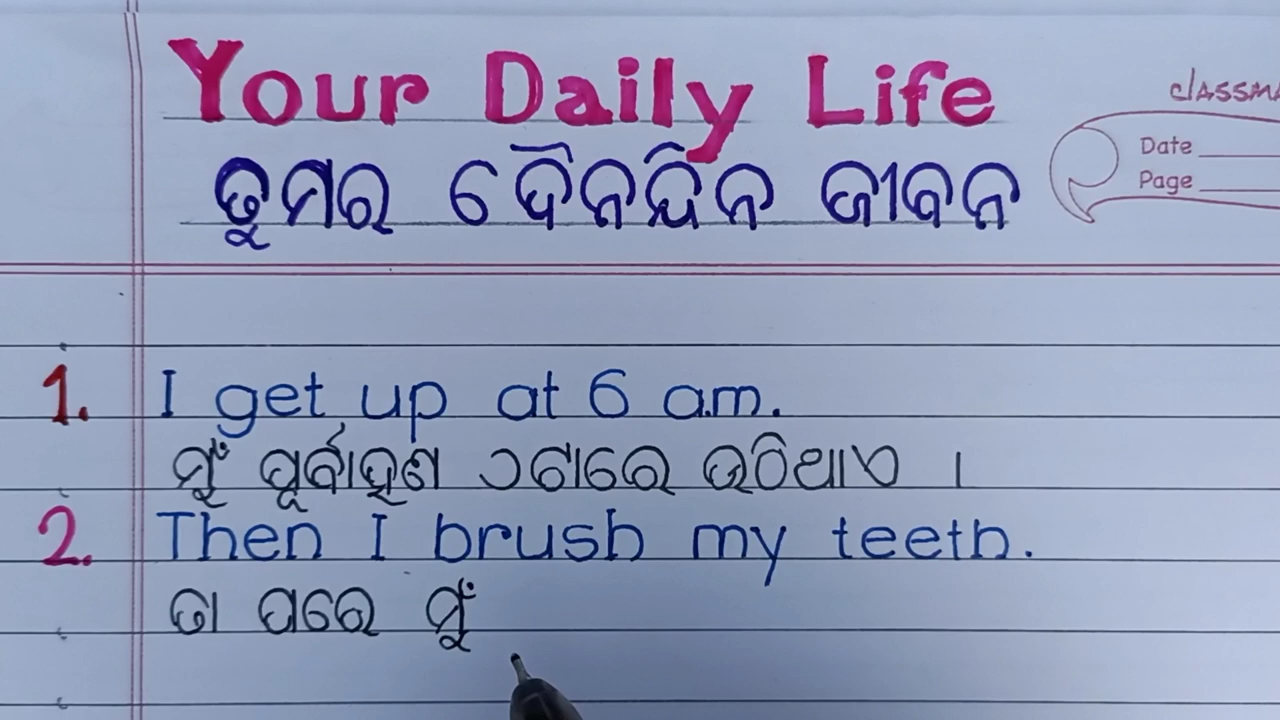 Your Daily Life
ତୁମର ଦୈନନ୍ଦିନ ଜୀବନ
Date
Page
1. I get up at 6 a.m.
ମୁଁ ପୂର୍ବାହ୍ଣ ୬ଟାରେ ଉଠିଥାଏ ।
2. Then I brush my teeth.
ତା ପରେ ମୁଁ